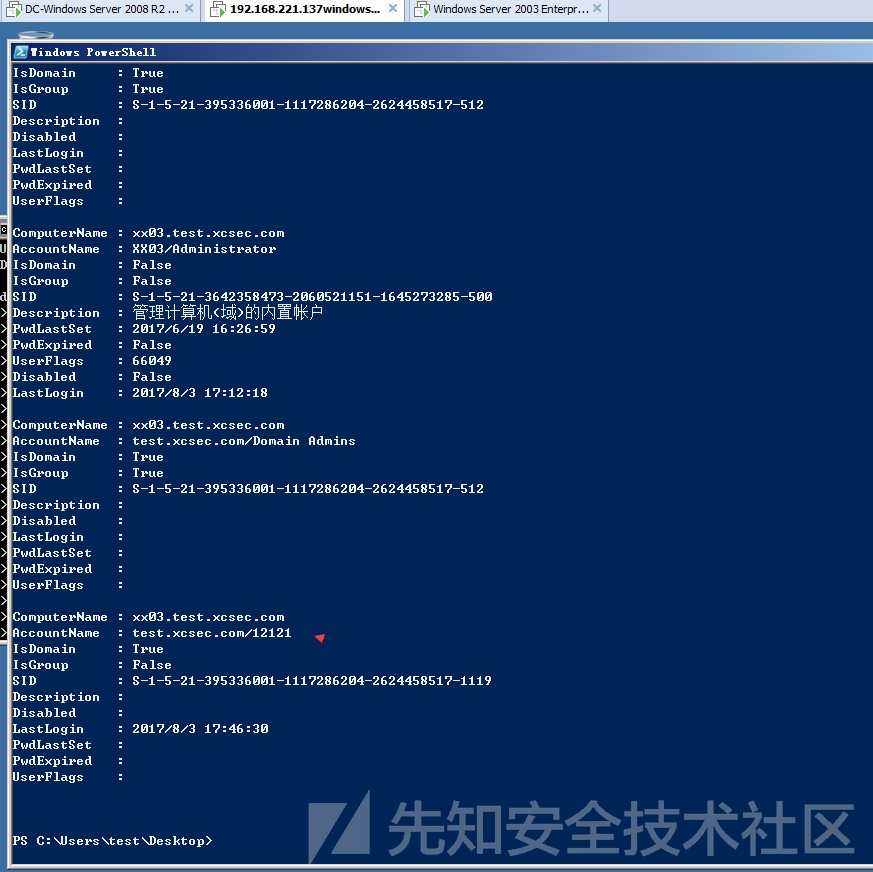 DC-Windows Server 2008 R2 ...
192.168.221.137windows...
Windows Server 2003 Enterpr...
Windows PowerShell
IsDomain : True
IsGroup : True
SID : S-1-5-21-395336001-1117286204-2624458517-512
Description :
Disabled :
LastLogin :
PwdLastSet :
PwdExpired :
UserFlags :
ComputerName : xx03.test.xcsec.com
AccountName : XX03/Administrator
IsDomain : False
IsGroup : False
SID : S-1-5-21-3642358473-2060521151-1645273285-500
Description : 管理计算机(域)的内置帐户
PwdLastSet : 2017/6/19 16:26:59
PwdExpired : False
UserFlags : 66049
Disabled : False
LastLogin : 2017/8/3 17:12:18
ComputerName : xx03.test.xcsec.com
AccountName : test.xcsec.com/Domain Admins
IsDomain : True
IsGroup : True
SID : S-1-5-21-395336001-1117286204-2624458517-512
Description :
Disabled :
LastLogin :
PwdLastSet :
PwdExpired :
UserFlags :
ComputerName : xx03.test.xcsec.com
AccountName : test.xcsec.com/12121
IsDomain : True
IsGroup : False
SID : S-1-5-21-395336001-1117286204-2624458517-1119
Description :
Disabled :
LastLogin : 2017/8/3 17:46:30
PwdLastSet :
PwdExpired :
UserFlags :
PS C:\Users\test\Desktop>
先知安全技术社区